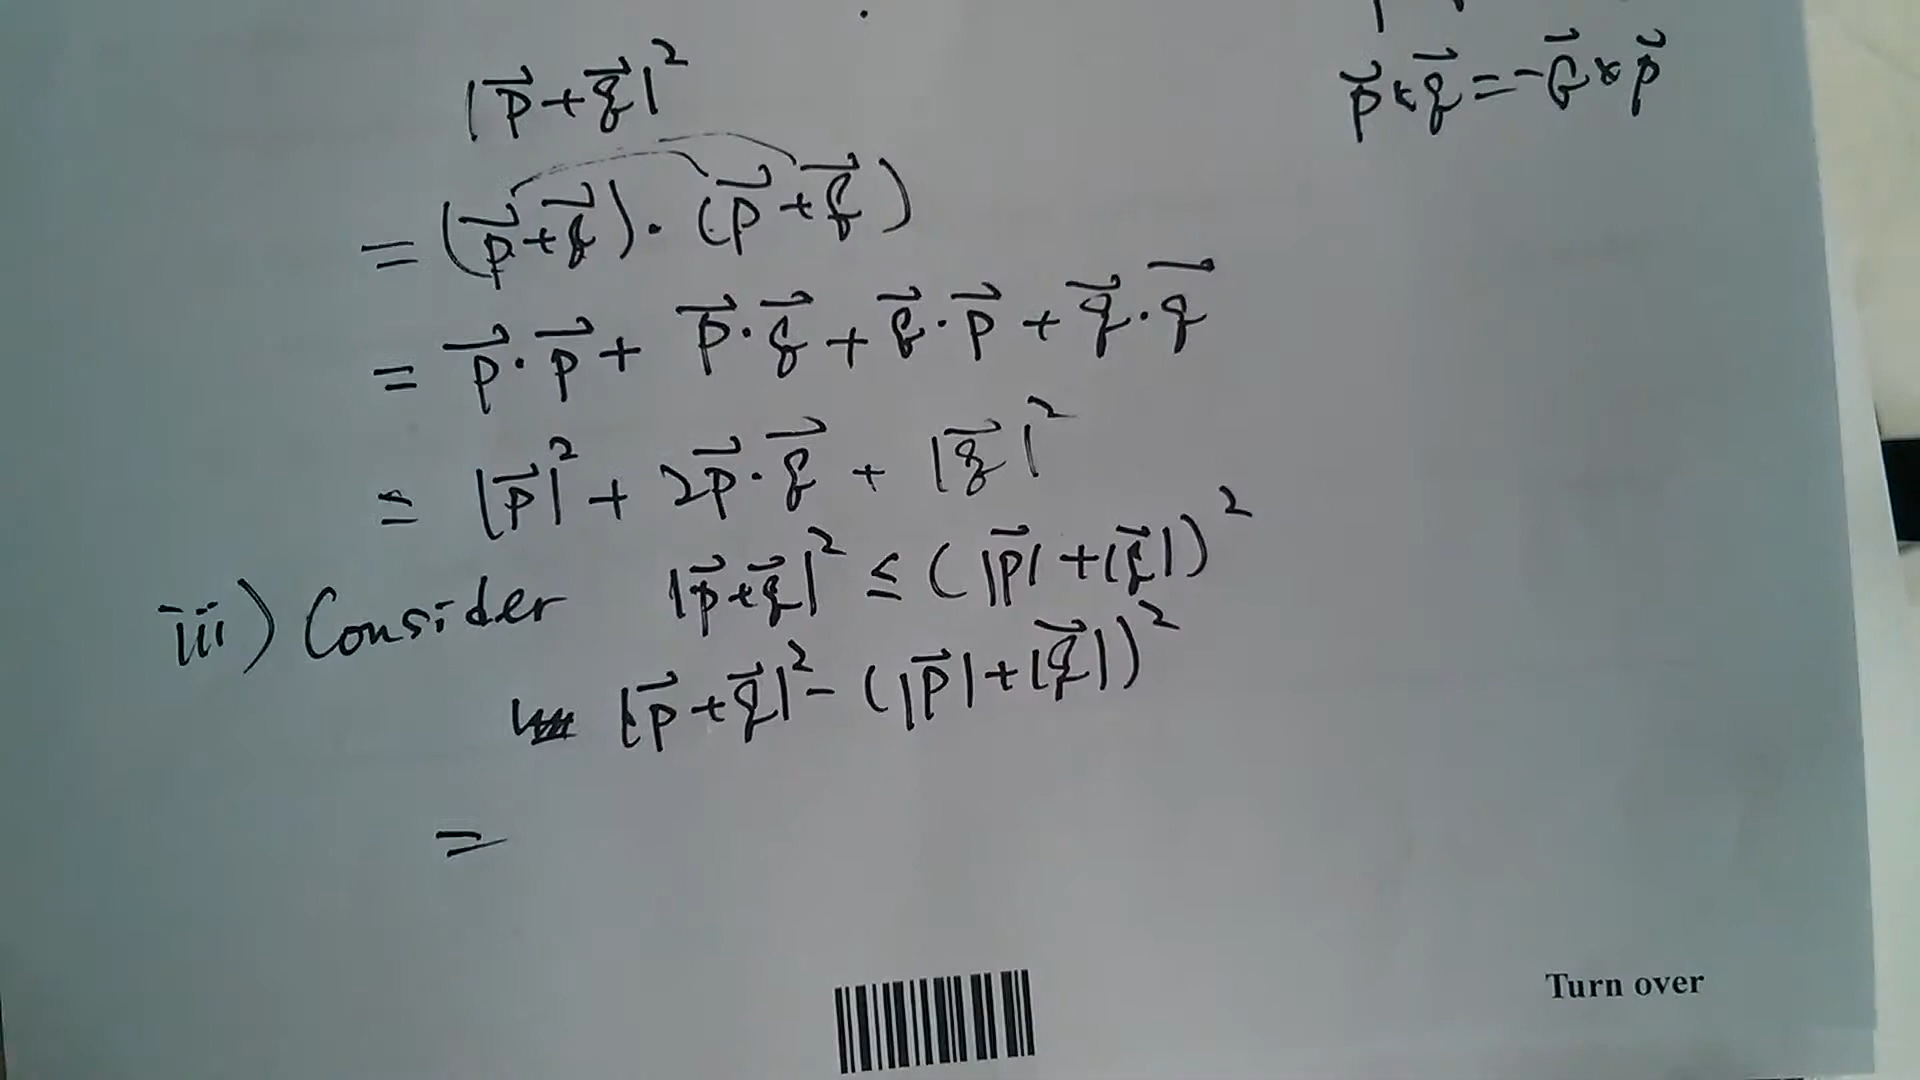 |p⃗+q⃗|²
p⃗×q⃗=-q⃗×p⃗
=(p⃗+q⃗)·(p⃗+q⃗)
=p⃗·p⃗+p⃗·q⃗+q⃗·p⃗+q⃗·q⃗
=|p⃗|²+2p⃗·q⃗+|q⃗|²
iii) Consider |p⃗+q⃗|²≤(|p⃗|+|q⃗|)²
|p⃗+q⃗|²-(|p⃗|+|q⃗|)²
=
Turn over